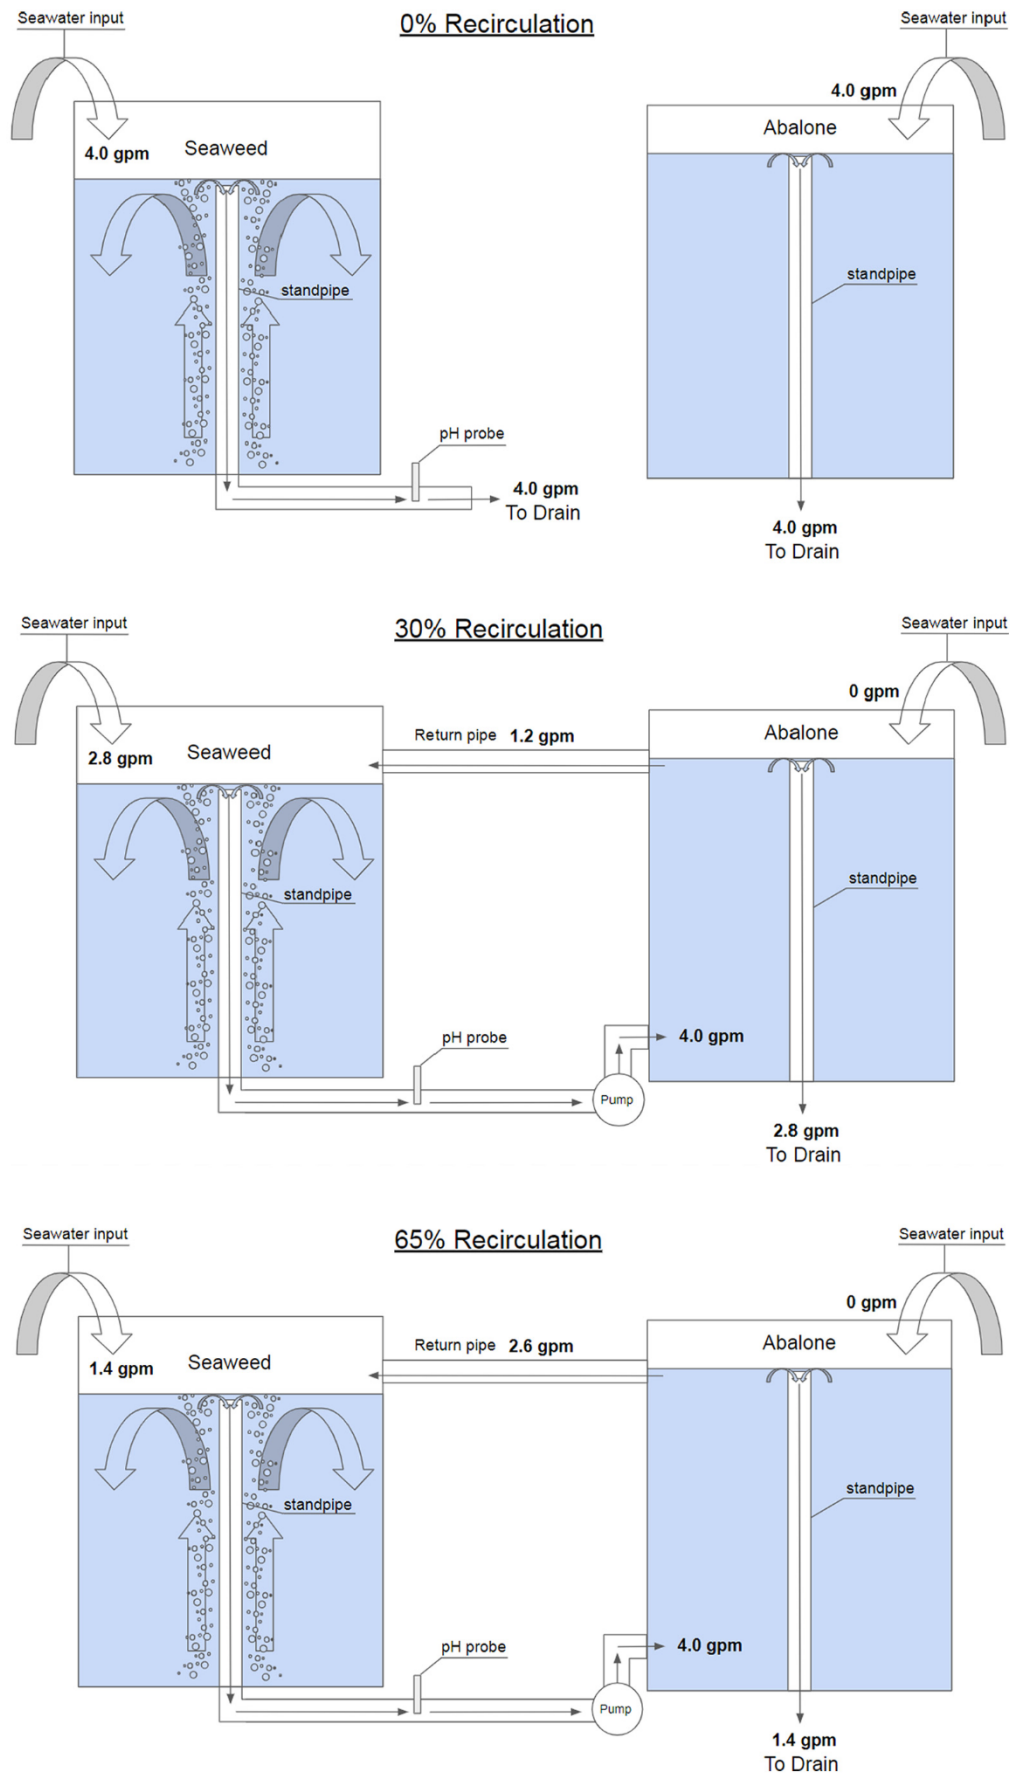 Seawater input
0% Recirculation
Seawater input
4.0 gpm
Abalone
4.0 gpm
Seaweed
standpipe
standpipe
pH probe
4.0 gpm
To Drain
4.0 gpm
To Drain
Seawater input
30% Recirculation
Seawater input
0 gpm
Return pipe 1.2 gpm
Abalone
2.8 gpm
Seaweed
standpipe
standpipe
pH probe
4.0 gpm
Pump
2.8 gpm
To Drain
Seawater input
65% Recirculation
Seawater input
0 gpm
Return pipe 2.6 gpm
Abalone
1.4 gpm
Seaweed
standpipe
standpipe
pH probe
4.0 gpm
Pump
1.4 gpm
To Drain